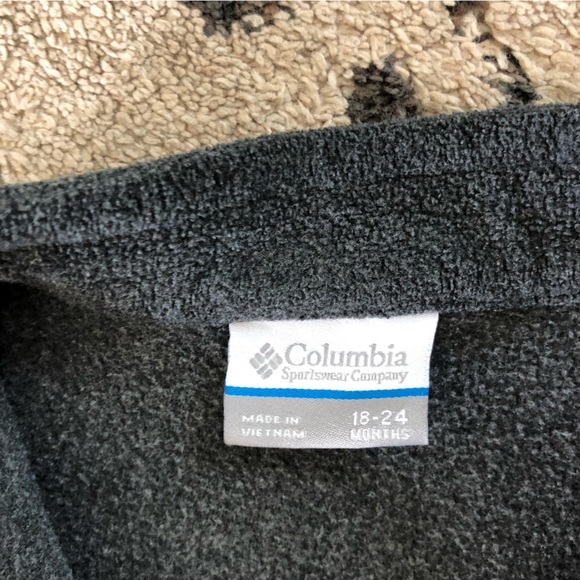 Columbia
Sportswear Company
MADE IN
VIETNAM
18-24
MONTHS